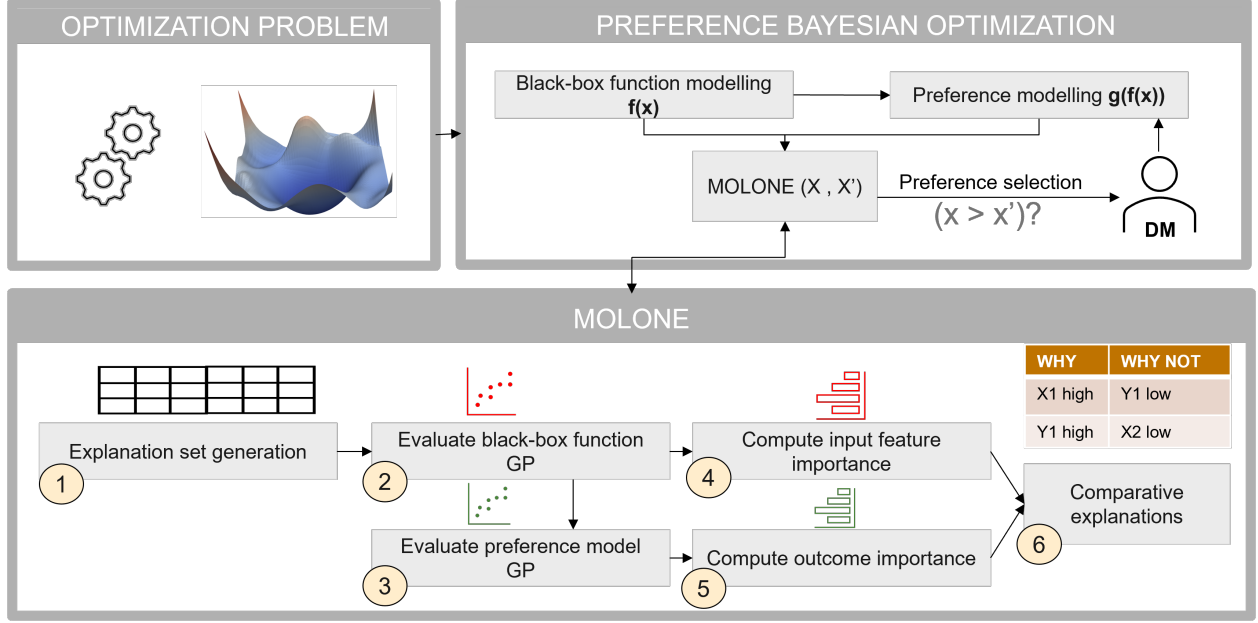 OPTIMIZATION PROBLEM
PREFERENCE BAYESIAN OPTIMIZATION
Black-box function modelling
f(x)
Preference modelling g(f(x))
MOLONE (X , X’)
Preference selection
(x > x’)?
DM
MOLONE
WHY WHY NOT
X1 high Y1 low
Y1 high X2 low
Explanation set generation
1
Evaluate black-box function
GP
2
Compute input feature
importance
4
Evaluate preference model
GP
3
Compute outcome importance
5
Comparative
explanations
6